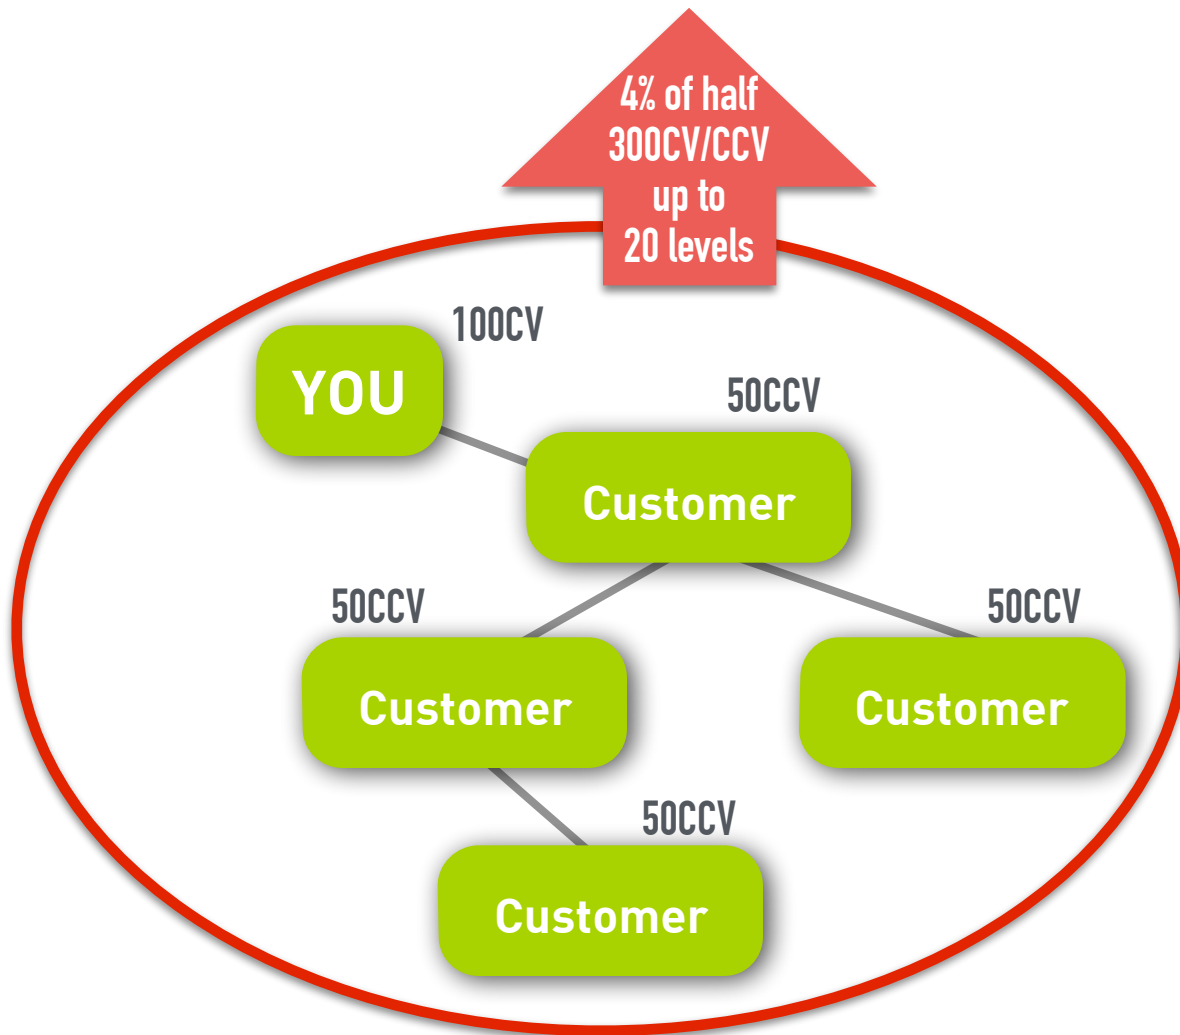 4% of half
300CV/CCV
up to
20 levels
100CV
YOU
50CCV
Customer
50CCV
50CCV
Customer
Customer
50CCV
Customer